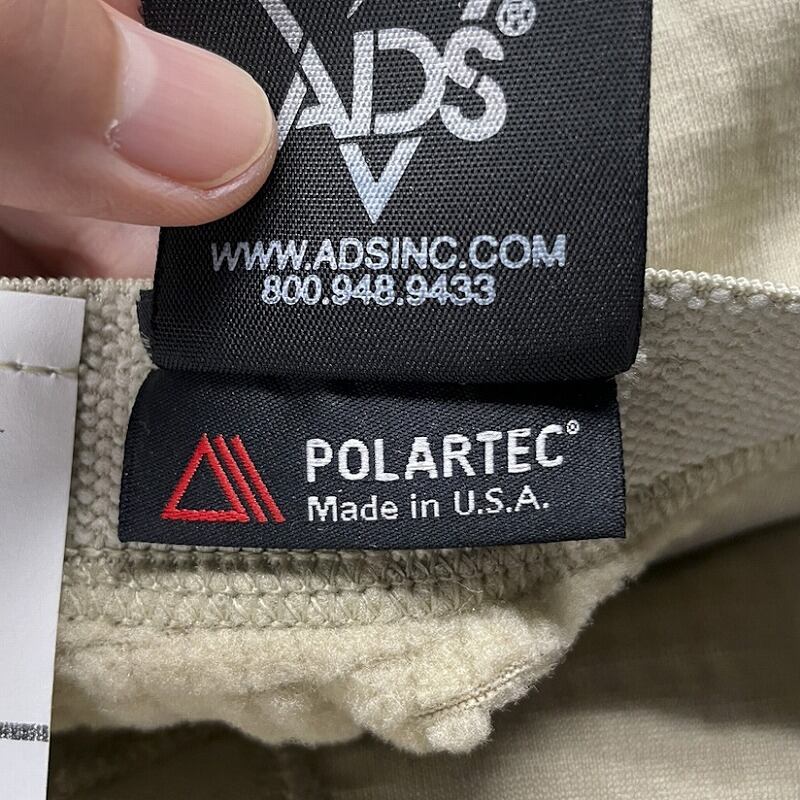 ADS®
WWW.ADSINC.COM
800.948.9433
POLARTEC®
Made in U.S.A.